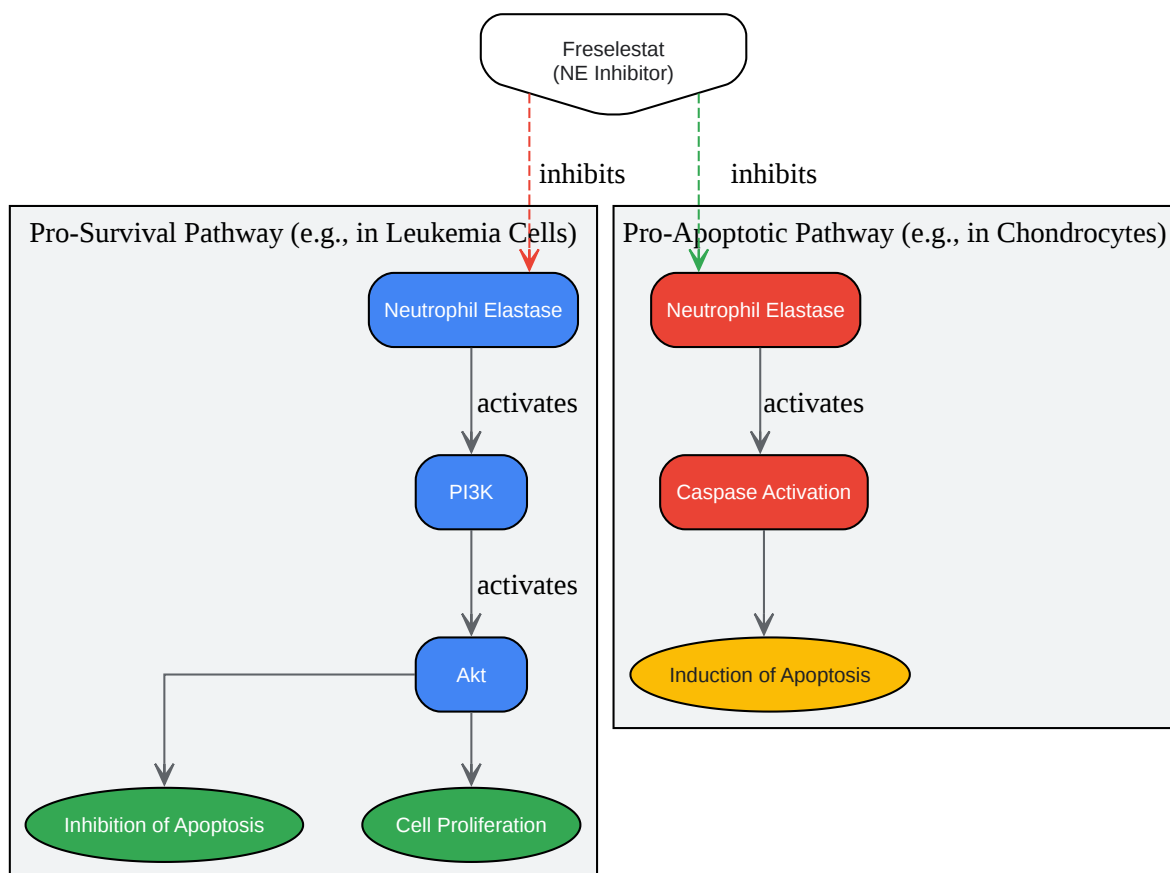 Freselestat
(NE Inhibitor)
inhibits
inhibits
Pro-Survival Pathway (e.g., in Leukemia Cells)
Neutrophil Elastase
activates
PI3K
activates
Akt
Inhibition of Apoptosis
Cell Proliferation
Pro-Apoptotic Pathway (e.g., in Chondrocytes)
Neutrophil Elastase
activates
Caspase Activation
Induction of Apoptosis